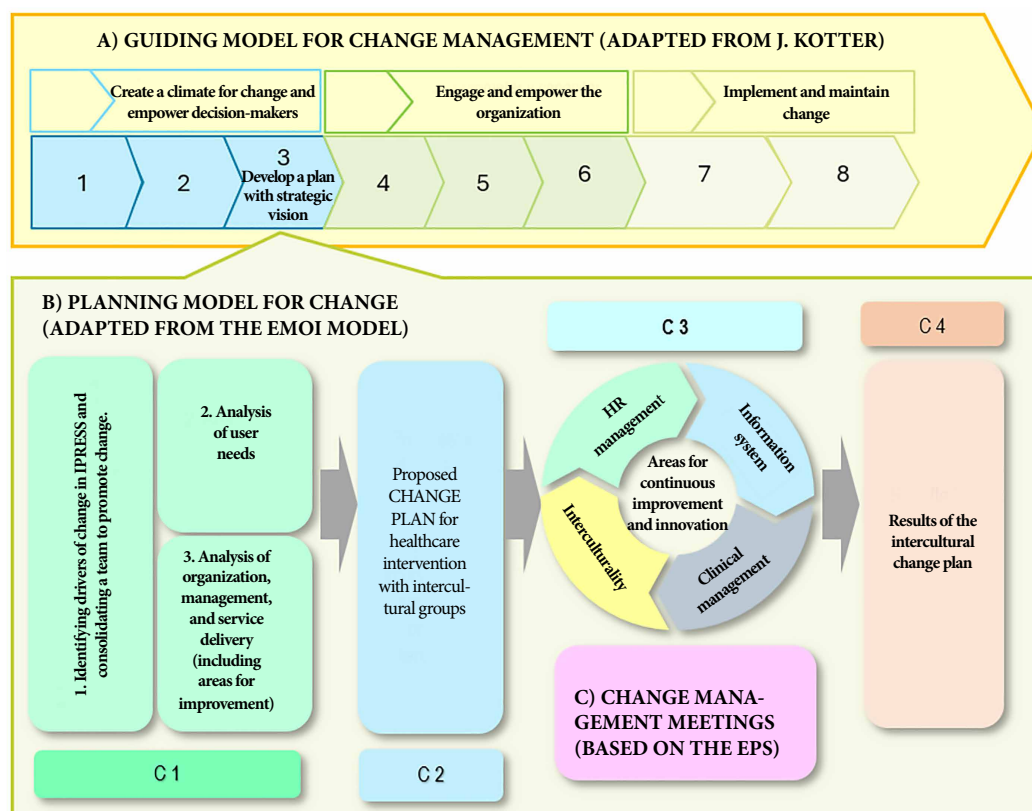 A) GUIDING MODEL FOR CHANGE MANAGEMENT (ADAPTED FROM J. KOTTER)
Create a climate for change and
empower decision-makers
Engage and empower the
organization
Implement and maintain
change
1
2
3
Develop a plan
with strategic
vision
4
5
6
7
8
B) PLANNING MODEL FOR CHANGE
(ADAPTED FROM THE EMOI MODEL)
1. Identifying drivers of change in IPRESS and
consolidating a team to promote change.
2. Analysis
of user
needs
3. Analysis of
organization,
management,
and service
delivery
(including
areas for
improvement)
C 1
Proposed
CHANGE
PLAN for
healthcare
intervention
with intercul-
tural groups
C 2
C 3
HR
management
Information
system
Clinical
management
Interculturality
Areas for
continuous
improvement
and innovation
C) CHANGE MANA-
GEMENT MEETINGS
(BASED ON THE EPS)
C 4
Results of the
intercultural
change plan